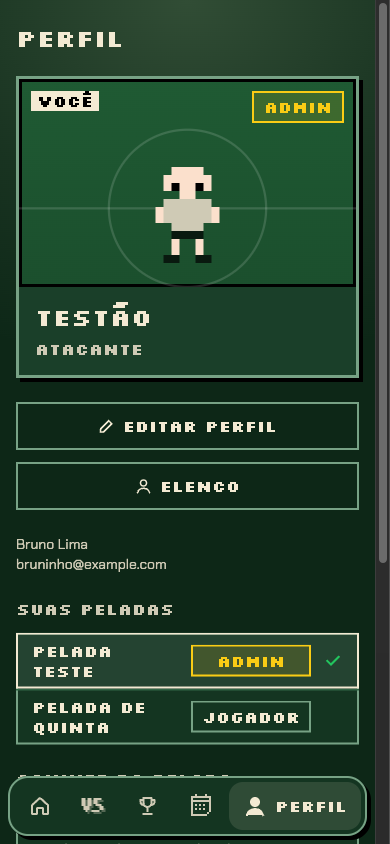 PERFIL
VOCÊ
ADMIN
TESTÃO
ATACANTE
EDITAR PERFIL
ELENCO
Bruno Lima
bruninho@example.com
SUAS PELADAS
PELADA
TESTE
ADMIN
PELADA DE
QUINTA
JOGADOR
VS
PERFIL